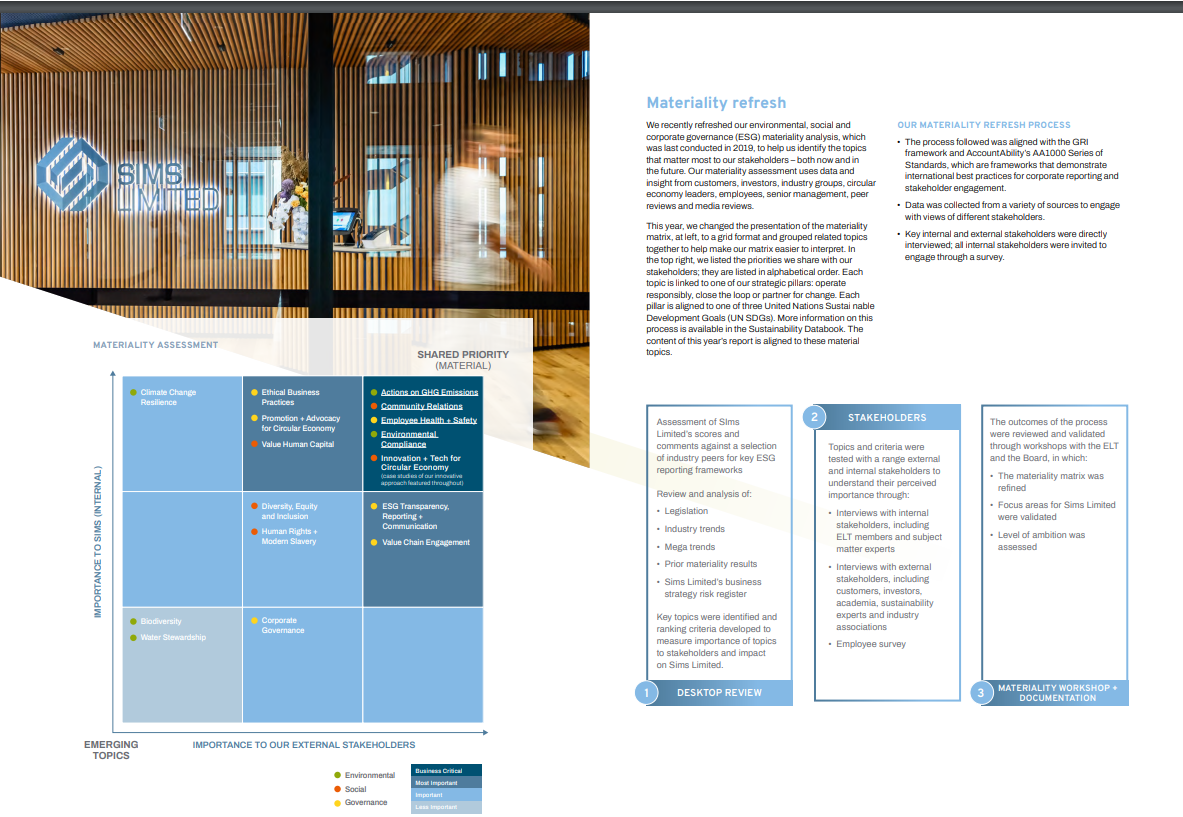 SIMS
LIMITED
MATERIALITY ASSESSMENT
SHARED PRIORITY
(MATERIAL)
IMPORTANCE TO SIMS (INTERNAL)
Climate Change
Resilience
Ethical Business
Practices
Promotion + Advocacy
for Circular Economy
Value Human Capital
Actions on GHG Emissions
Community Relations
Employee Health + Safety
Environmental
Compliance
Innovation + Tech for
Circular Economy
(case studies of our innovative
approach featured throughout)
Diversity, Equity
and Inclusion
Human Rights +
Modern Slavery
ESG Transparency,
Reporting +
Communication
Value Chain Engagement
Biodiversity
Water Stewardship
Corporate
Governance
EMERGING
TOPICS
IMPORTANCE TO OUR EXTERNAL STAKEHOLDERS
Environmental
Social
Governance
Business Critical
Most Important
Important
Less Important
Materiality refresh
We recently refreshed our environmental, social and
corporate governance (ESG) materiality analysis, which
was last conducted in 2019, to help us identify the topics
that matter most to our stakeholders – both now and in
the future. Our materiality assessment uses data and
insight from customers, investors, industry groups, circular
economy leaders, employees, senior management, peer
reviews and media reviews.
This year, we changed the presentation of the materiality
matrix, at left, to a grid format and grouped related topics
together to help make our matrix easier to interpret. In
the top right, we listed the priorities we share with our
stakeholders; they are listed in alphabetical order. Each
topic is linked to one of our strategic pillars: operate
responsibly, close the loop or partner for change. Each
pillar is aligned to one of three United Nations Sustai nable
Development Goals (UN SDGs). More information on this
process is available in the Sustainability Databook. The
content of this year's report is aligned to these material
topics.
OUR MATERIALITY REFRESH PROCESS
• The process followed was aligned with the GRI
framework and AccountAbility's AA1000 Series of
Standards, which are frameworks that demonstrate
international best practices for corporate reporting and
stakeholder engagement.
• Data was collected from a variety of sources to engage
with views of different stakeholders.
• Key internal and external stakeholders were directly
interviewed; all internal stakeholders were invited to
engage through a survey.
Assessment of SIms
Limited's scores and
comments against a selection
of industry peers for key ESG
reporting frameworks
Review and analysis of:
• Legislation
• Industry trends
• Mega trends
• Prior materiality results
• Sims Limited's business
strategy risk register
Key topics were identified and
ranking criteria developed to
measure importance of topics
to stakeholders and impact
on Sims Limited.
1 DESKTOP REVIEW
2 STAKEHOLDERS
Topics and criteria were
tested with a range external
and internal stakeholders to
understand their perceived
importance through:
• Interviews with internal
stakeholders, including
ELT members and subject
matter experts
• Interviews with external
stakeholders, including
customers, investors,
academia, sustainability
experts and industry
associations
• Employee survey
The outcomes of the process
were reviewed and validated
through workshops with the ELT
and the Board, in which:
• The materiality matrix was
refined
• Focus areas for Sims Limited
were validated
• Level of ambition was
assessed
3 MATERIALITY WORKSHOP +
DOCUMENTATION